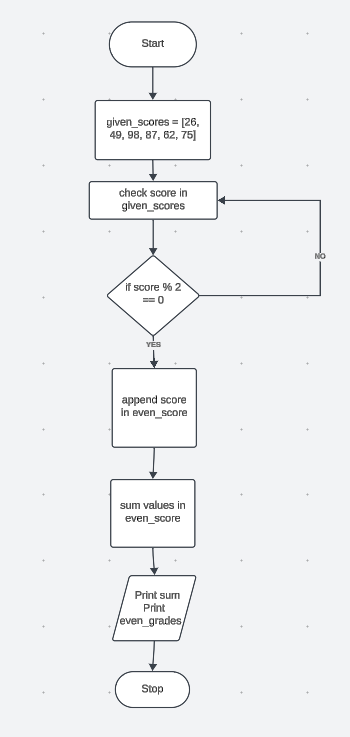 Start
given_scores = [26,
49, 98, 87, 62, 75]
check score in
given_scores
if score % 2
== 0
NO
YES
append score
in even_score
sum values in
even_score
Print sum
Print
even_grades
Stop